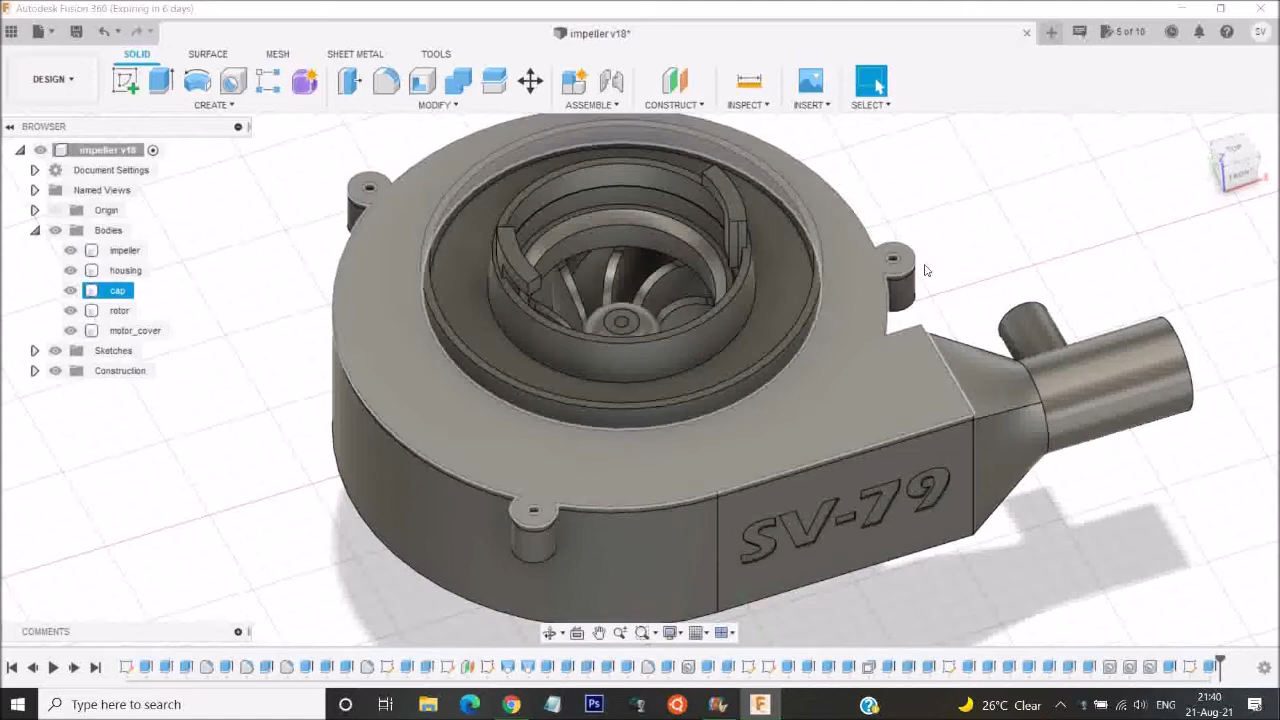 Autodesk Fusion 360 (Expiring in 6 days)
impeller v18*
5 of 10
SV
SOLID
SURFACE
MESH
SHEET METAL
TOOLS
DESIGN
CREATE
MODIFY
ASSEMBLE
CONSTRUCT
INSPECT
INSERT
SELECT
BROWSER
impeller v18
Document Settings
Named Views
Origin
Bodies
impeller
housing
cap
rotor
motor_cover
Sketches
Construction
TOP
FRONT
Z
SV-79
COMMENTS
Type here to search
Ps
26°C Clear
ENG
21:40
21-Aug-21